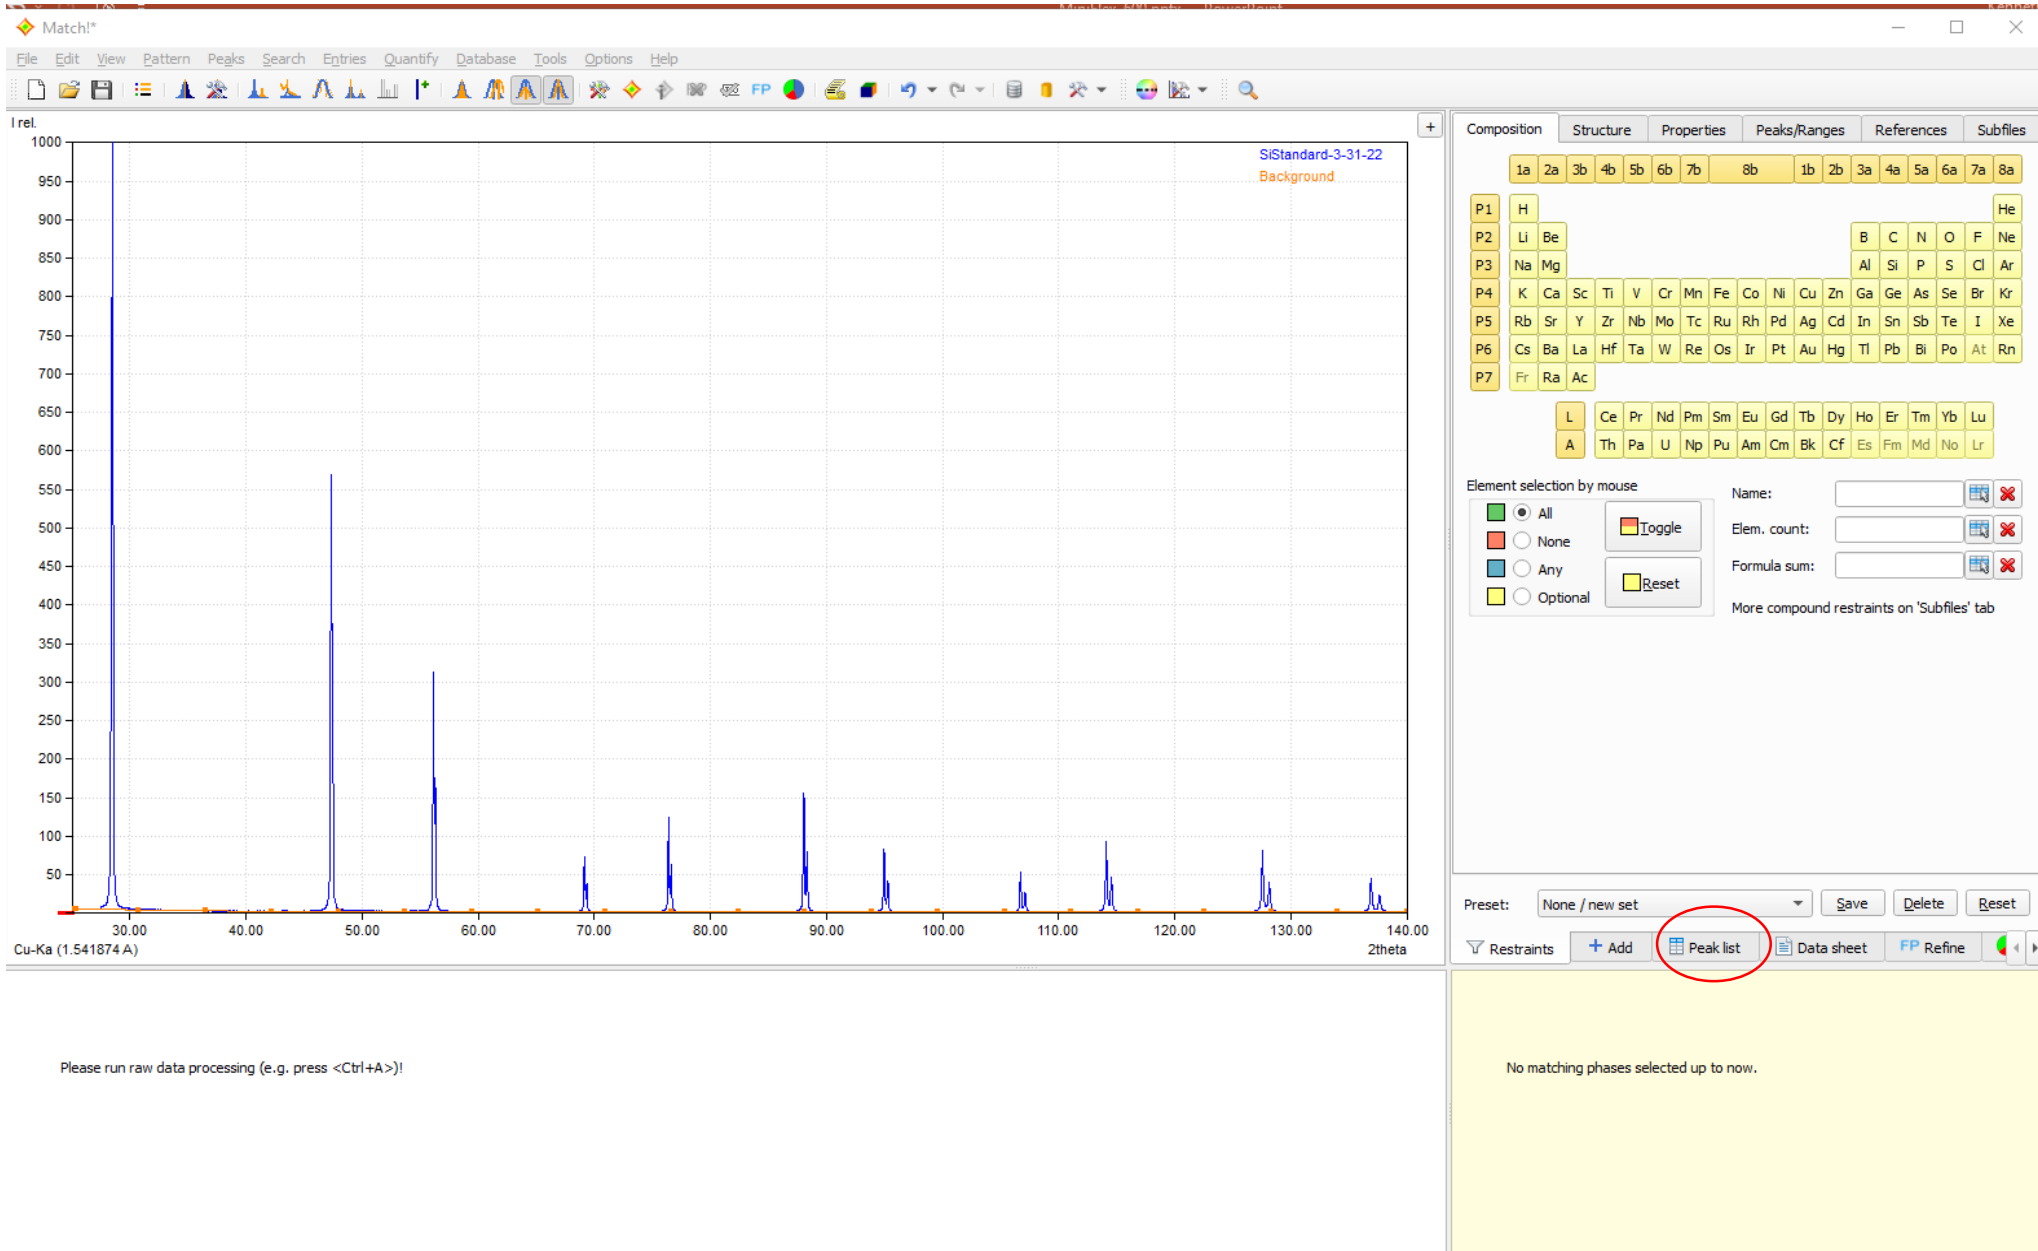 Match!*
File Edit View Pattern Peaks Search Entries Quantify Database Tools Options Help
FP
I rel.
+
1000
950
900
850
800
750
700
650
600
550
500
450
400
350
300
250
200
150
100
50
SiStandard-3-31-22
Background
30.00 40.00 50.00 60.00 70.00 80.00 90.00 100.00 110.00 120.00 130.00 140.00
Cu-Ka (1.541874 A) 2theta
Composition Structure Properties Peaks/Ranges References Subfiles
1a 2a 3b 4b 5b 6b 7b 8b 1b 2b 3a 4a 5a 6a 7a 8a
P1 H He
P2 Li Be B C N O F Ne
P3 Na Mg Al Si P S Cl Ar
P4 K Ca Sc Ti V Cr Mn Fe Co Ni Cu Zn Ga Ge As Se Br Kr
P5 Rb Sr Y Zr Nb Mo Tc Ru Rh Pd Ag Cd In Sn Sb Te I Xe
P6 Cs Ba La Hf Ta W Re Os Ir Pt Au Hg Tl Pb Bi Po At Rn
P7 Fr Ra Ac
L Ce Pr Nd Pm Sm Eu Gd Tb Dy Ho Er Tm Yb Lu
A Th Pa U Np Pu Am Cm Bk Cf Es Fm Md No Lr
Element selection by mouse
All
None
Any
Optional
Toggle
Reset
Name:
Elem. count:
Formula sum:
More compound restraints on 'Subfiles' tab
Preset: None / new set Save Delete Reset
Restraints + Add Peak list Data sheet FP Refine
Please run raw data processing (e.g. press <Ctrl+A>)!
No matching phases selected up to now.